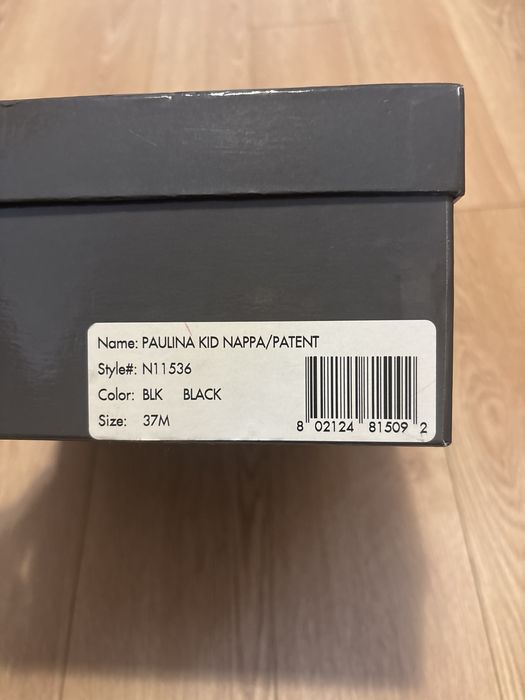 Name: PAULINA KID NAPPA/PATENT
Style#: N11536
Color: BLK BLACK
Size: 37M
8 02124 81509 2